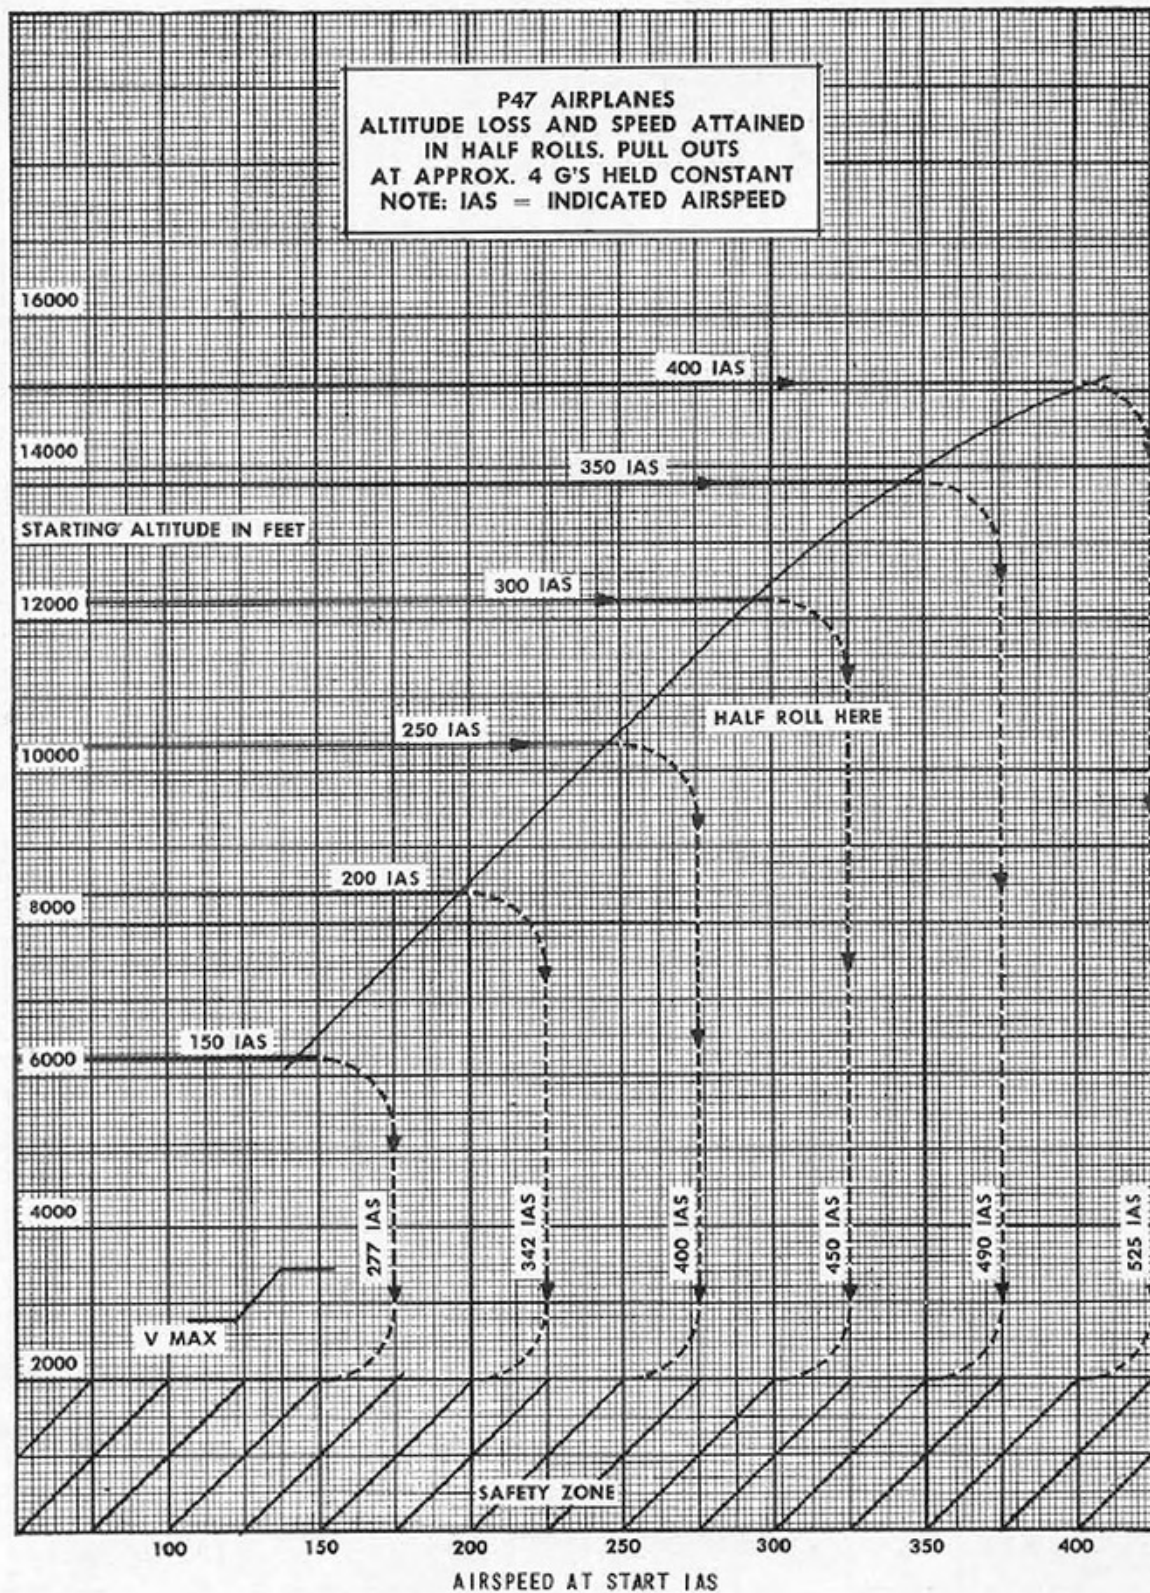 P47 AIRPLANES
ALTITUDE LOSS AND SPEED ATTAINED
IN HALF ROLLS. PULL OUTS
AT APPROX. 4 G'S HELD CONSTANT
NOTE: IAS = INDICATED AIRSPEED
16000
400 IAS
14000
350 IAS
STARTING ALTITUDE IN FEET
300 IAS
12000
HALF ROLL HERE
250 IAS
10000
200 IAS
8000
150 IAS
6000
4000
277 IAS
342 IAS
400 IAS
450 IAS
490 IAS
525 IAS
V MAX
2000
SAFETY ZONE
100 150 200 250 300 350 400
AIRSPEED AT START IAS